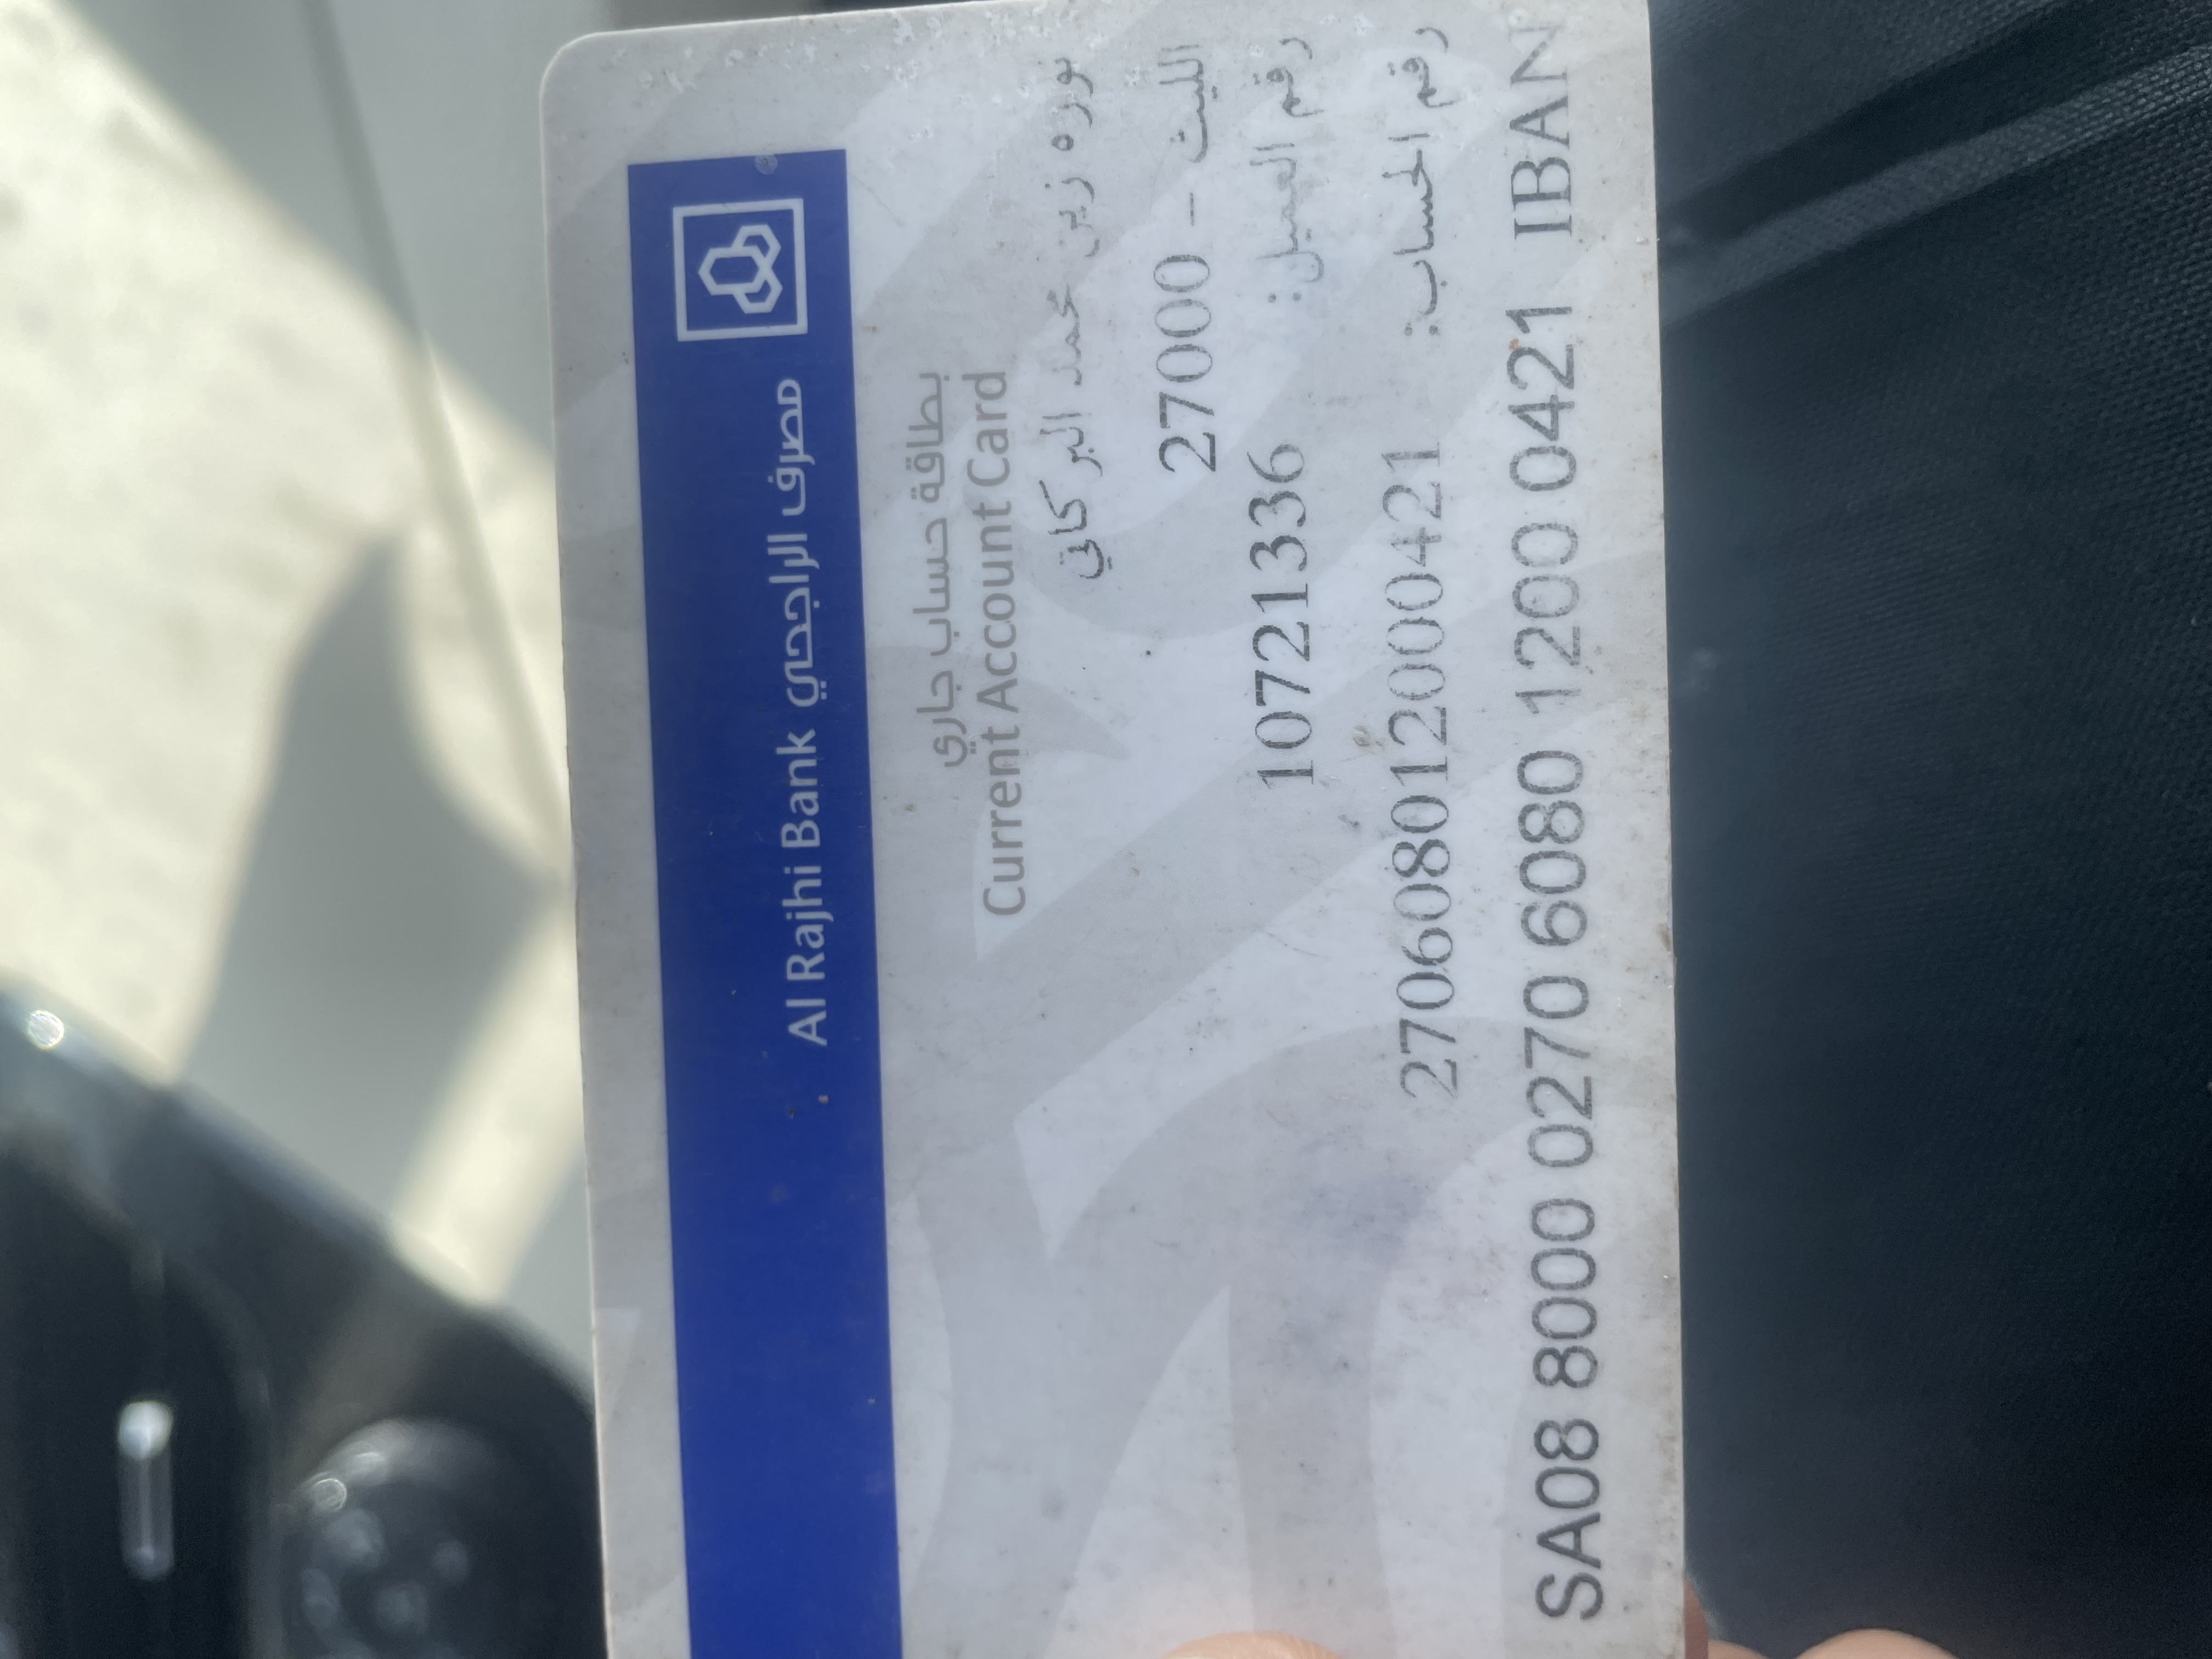 مصرف الراجحي Al Rajhi Bank
بطاقة حساب جاري
Current Account Card
نوره زين محمد البركاتي
الليث - 27000
رقم العميل: 10721336
رقم الحساب: 270608012000421
IBAN SA08 8000 0270 6080 1200 0421